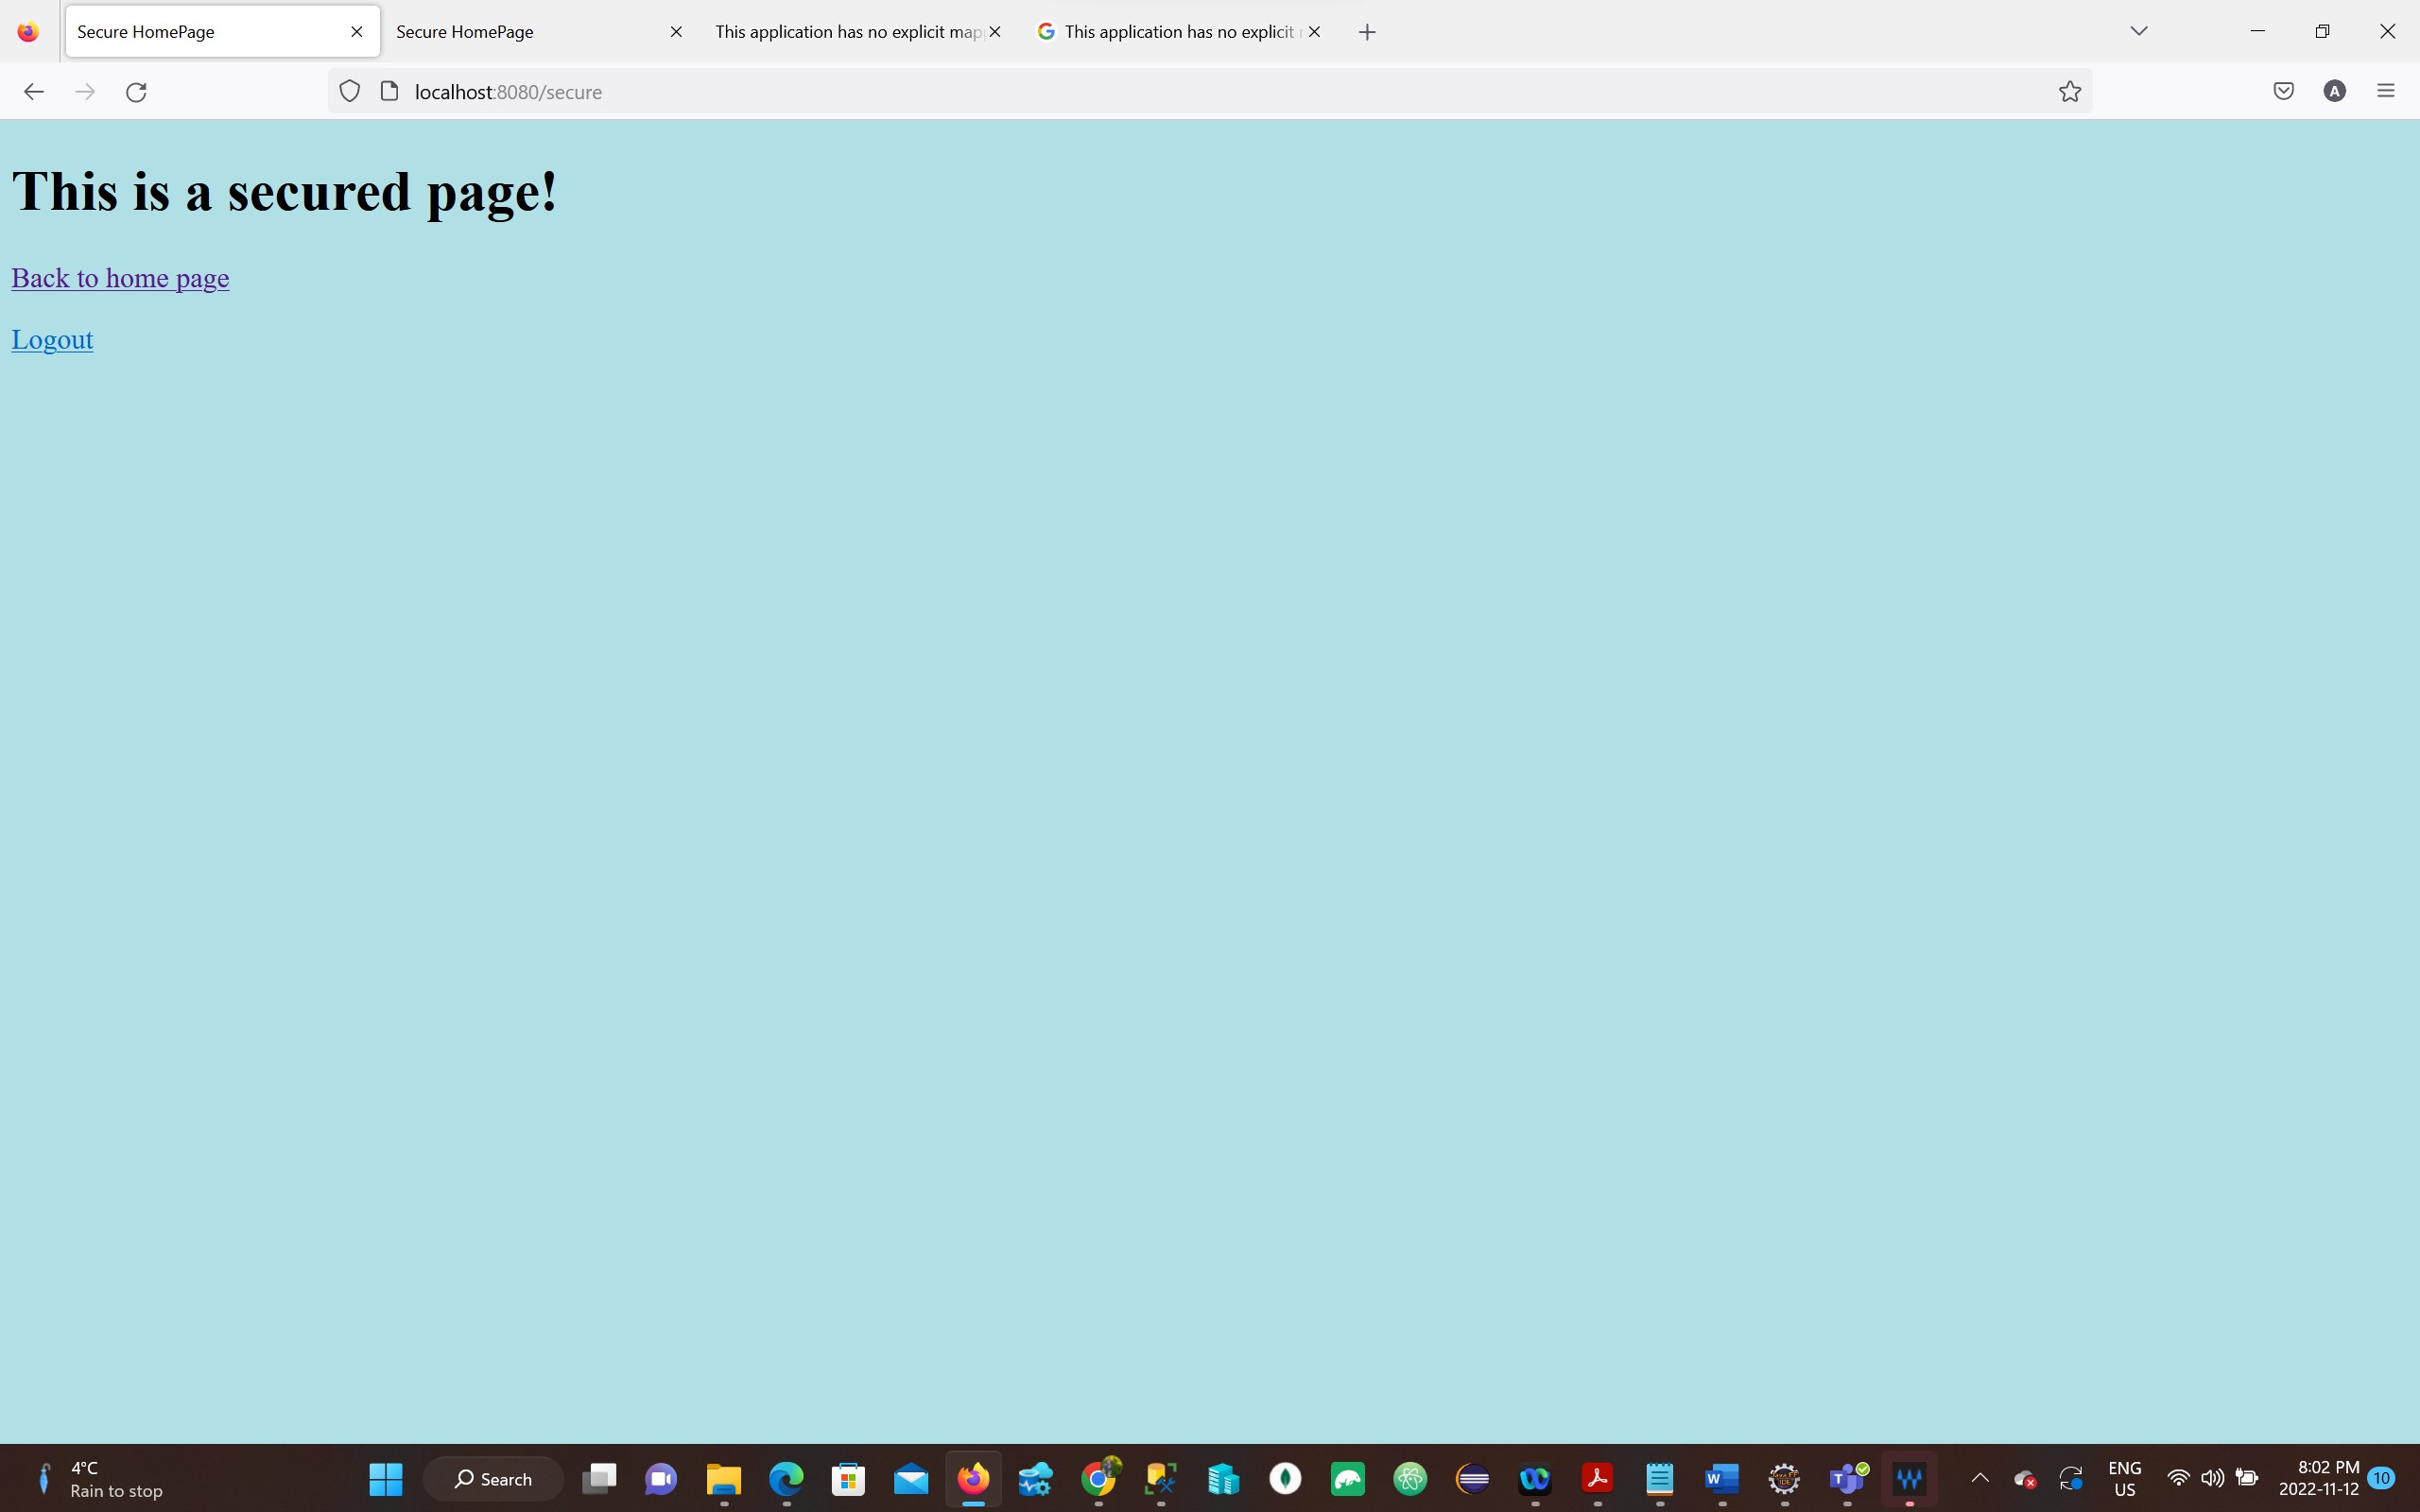 Secure HomePage
Secure HomePage
This application has no explicit map
This application has no explicit
localhost:8080/secure
A
This is a secured page!
Back to home page
Logout
4°C
Rain to stop
Search
ENG
US
8:02 PM
2022-11-12
10